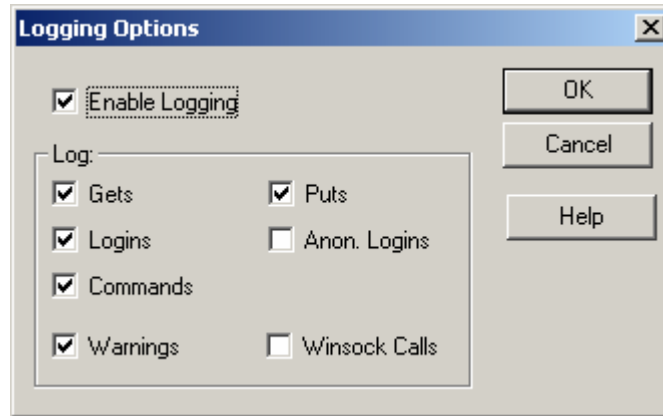 Logging Options
Enable Logging
OK
Cancel
Help
Log:
Gets
Puts
Logins
Anon. Logins
Commands
Warnings
Winsock Calls